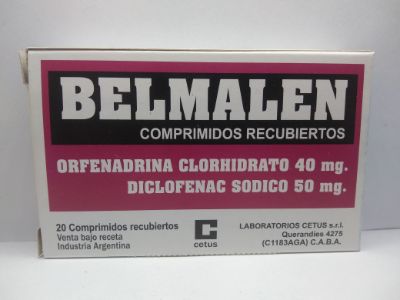 BELMALEN
COMPRIMIDOS RECUBIERTOS
ORFENADRINA CLORHIDRATO 40 mg.
DICLOFENAC SODICO 50 mg.
20 Comprimidos recubiertos
Venta bajo receta
Industria Argentina
cetus
LABORATORIOS CETUS s.r.l.
Querandies 4275
(C1183AGA) C.A.B.A.